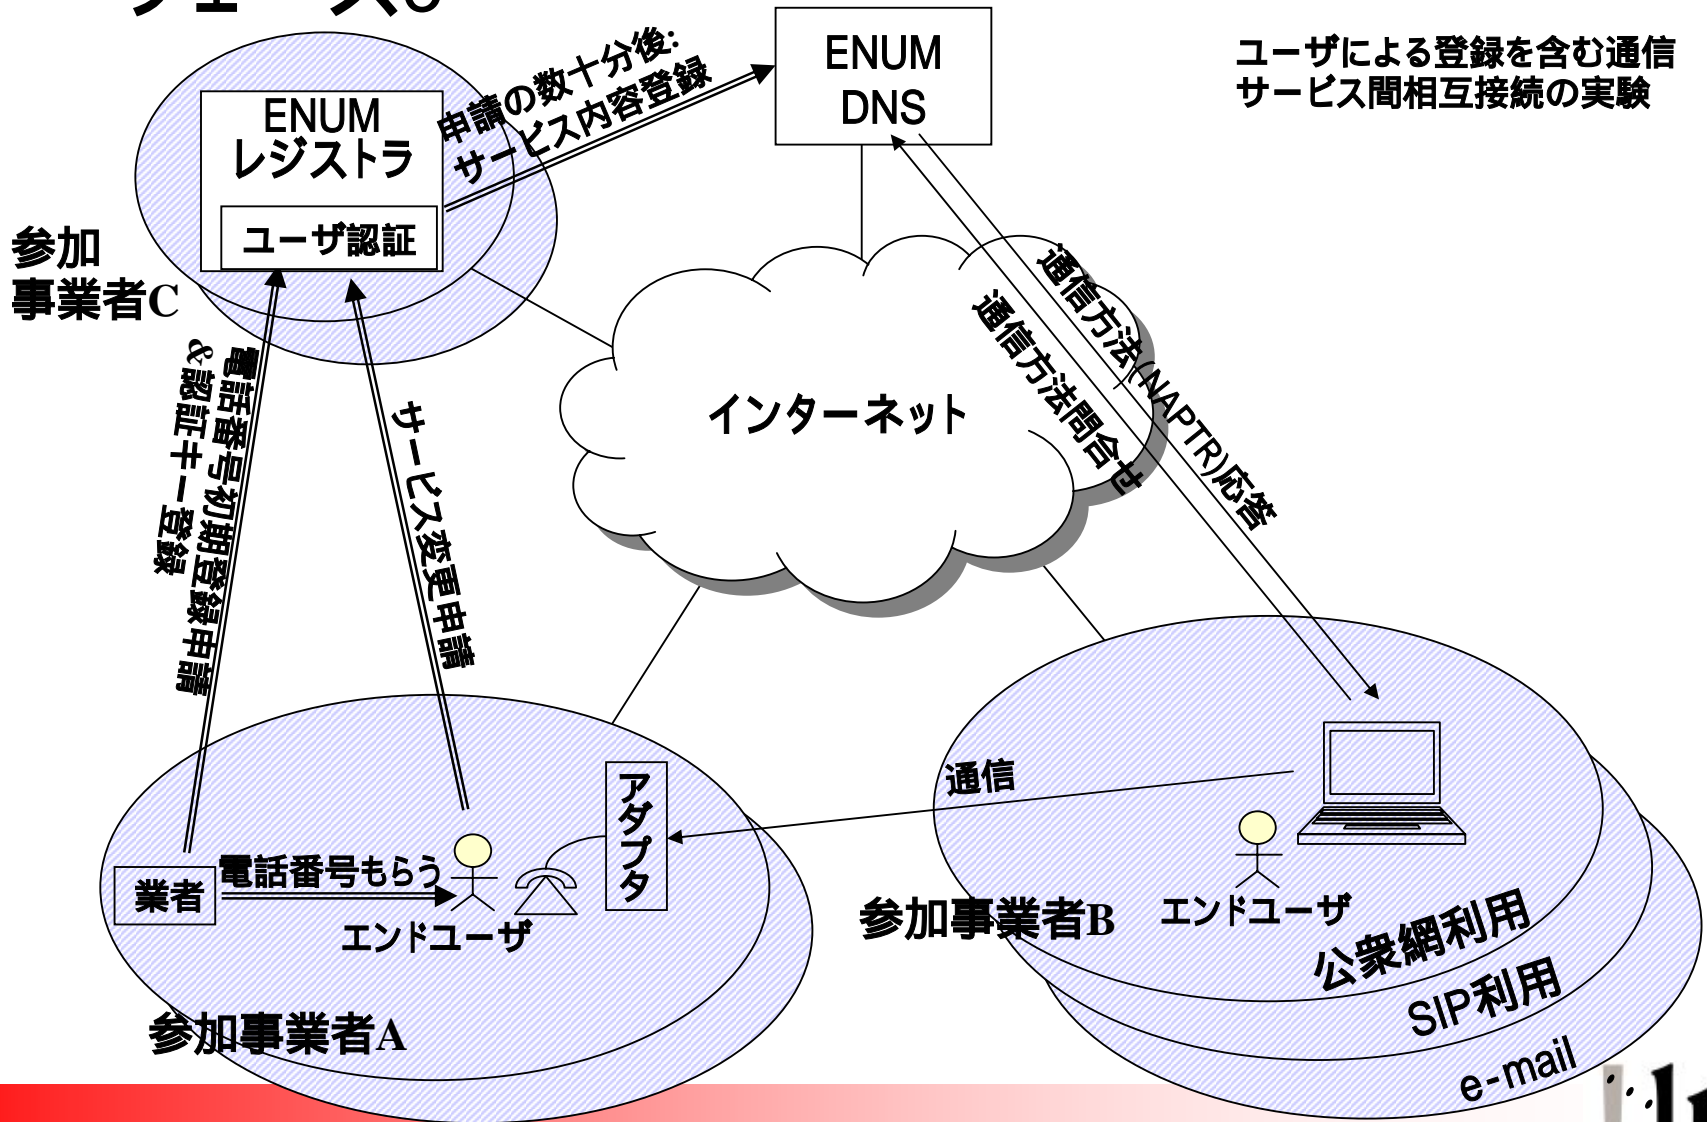 ユーザによる登録を含む通信
サービス間相互接続の実験
ENUM
DNS
申請の数十分後:
サービス内容登録
ENUM
レジストラ
ユーザ認証
参加
事業者C
電話番号初期登録申請
&認証キー登録
サービス変更申請
インターネット
通信方法(NAPTR)応答
通信方法問合せ
通信
アダプタ
業者
電話番号もらう
エンドユーザ
参加事業者A
参加事業者B
エンドユーザ
公衆網利用
SIP利用
e-mail